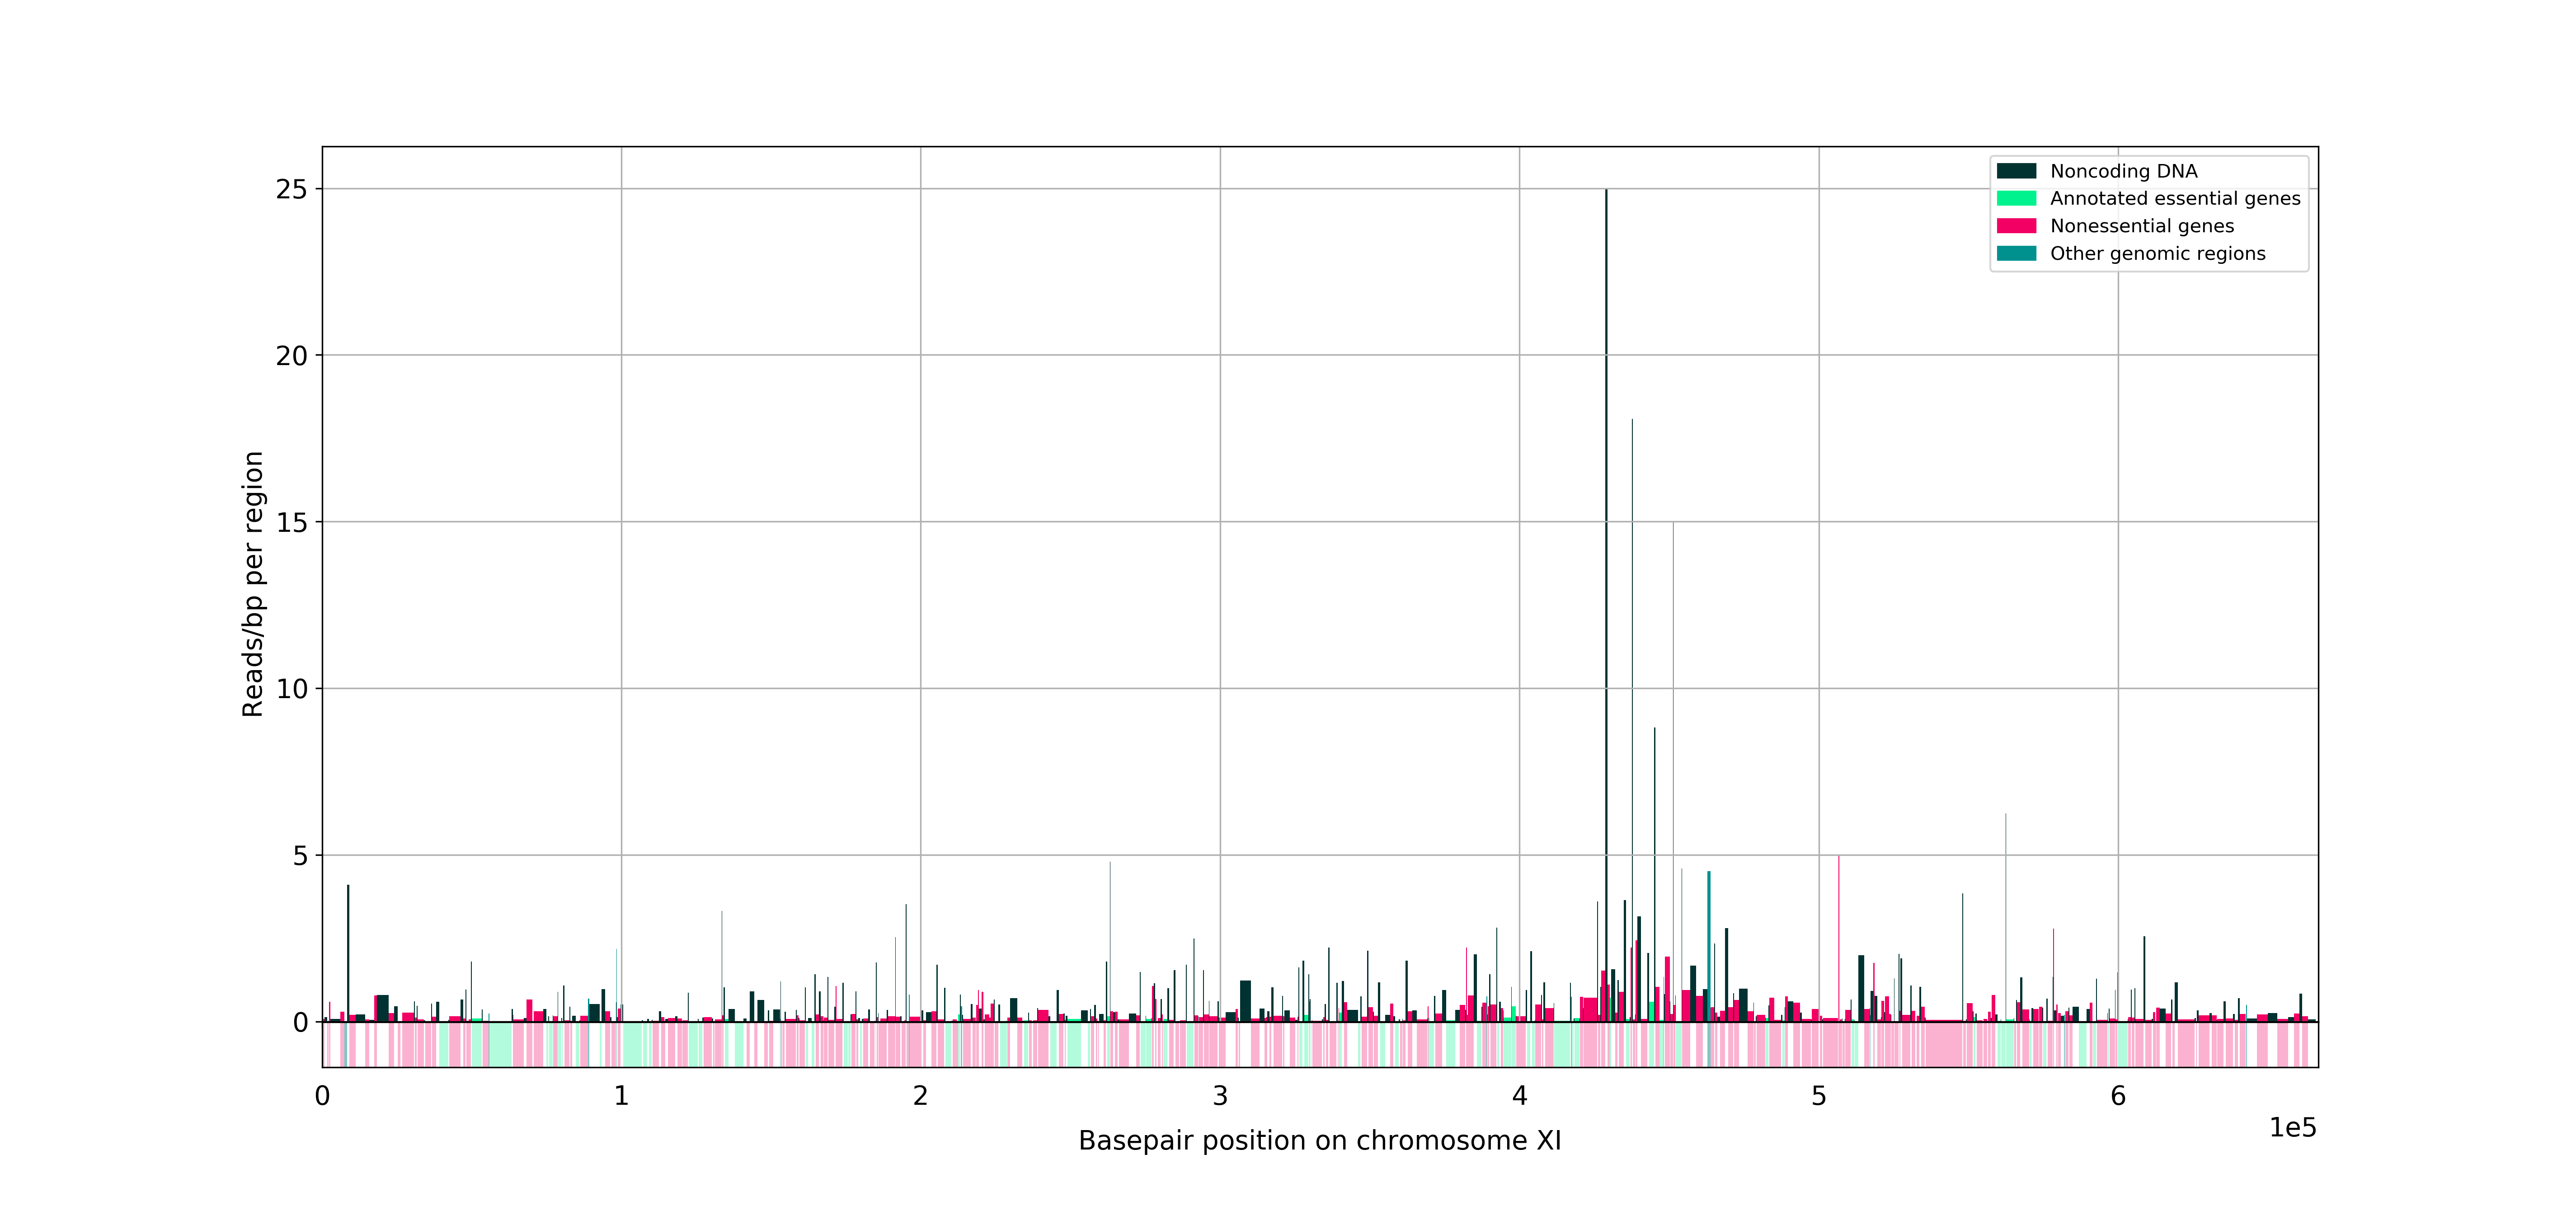 25
20
15
10
5
0
Reads/bp per region
Noncoding DNA
Annotated essential genes
Nonessential genes
Other genomic regions
0 1 2 3 4 5 6
1e5
Basepair position on chromosome XI